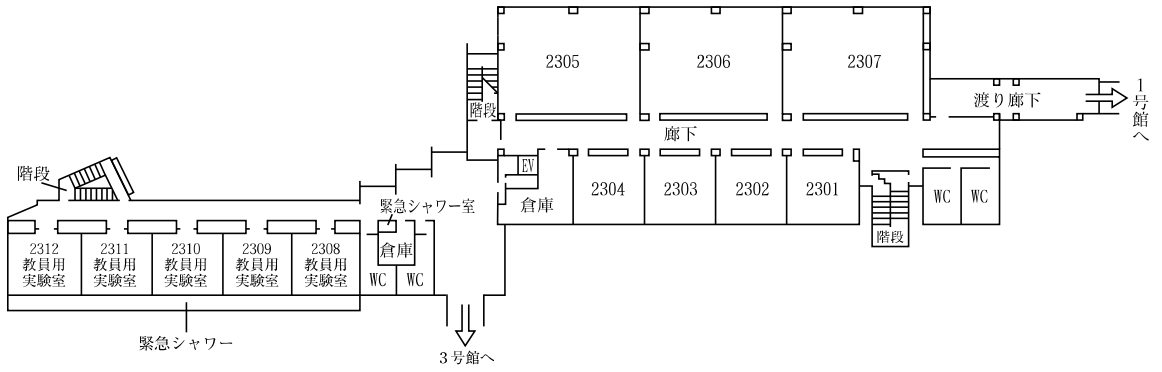 2305
2306
2307
階段
渡り廊下
1
号
館
へ
廊下
EV
倉庫
2304
2303
2302
2301
WC
WC
階段
階段
緊急シャワー室
2312
教員用
実験室
2311
教員用
実験室
2310
教員用
実験室
2309
教員用
実験室
2308
教員用
実験室
倉庫
WC
WC
緊急シャワー
3号館へ